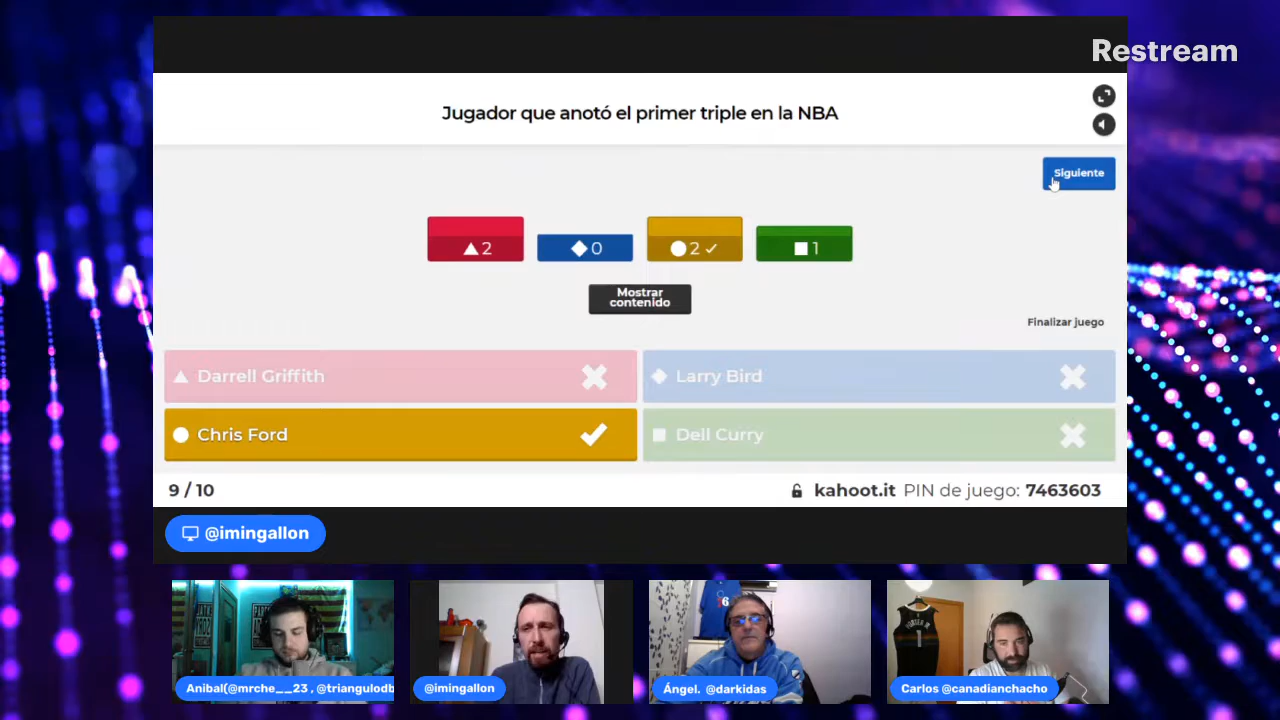 Restream
Jugador que anotó el primer triple en la NBA
Siguiente
2
0
2
1
Mostrar
contenido
Finalizar juego
Darrell Griffith
Larry Bird
Chris Ford
Dell Curry
9 / 10
kahoot.it PIN de juego: 7463603
@imingallon
Anibal(@mrche__23 , @triangulodb
@imingallon
Ángel. @darkidas
Carlos @canadianchacho